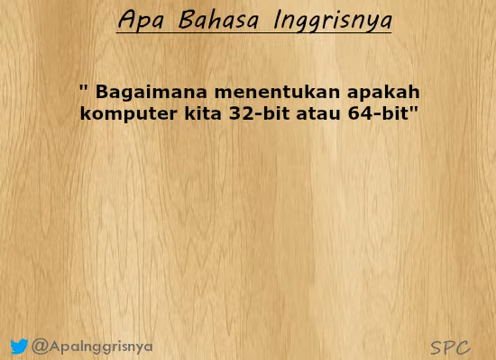 Apa Bahasa Inggrisnya
" Bagaimana menentukan apakah
komputer kita 32-bit atau 64-bit"
@ApaInggrisnya
SPC